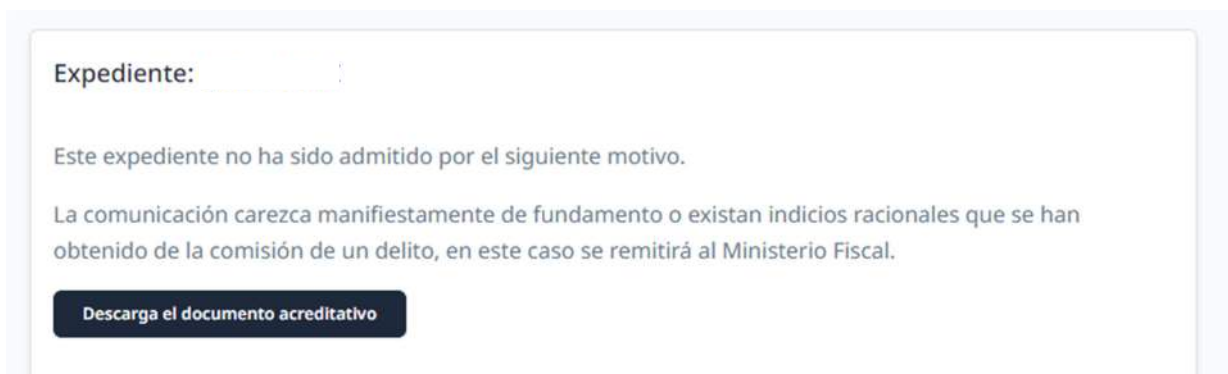 Expediente:
Este expediente no ha sido admitido por el siguiente motivo.
La comunicación carezca manifiestamente de fundamento o existan indicios racionales que se han
obtenido de la comisión de un delito, en este caso se remitirá al Ministerio Fiscal.
Descarga el documento acreditativo